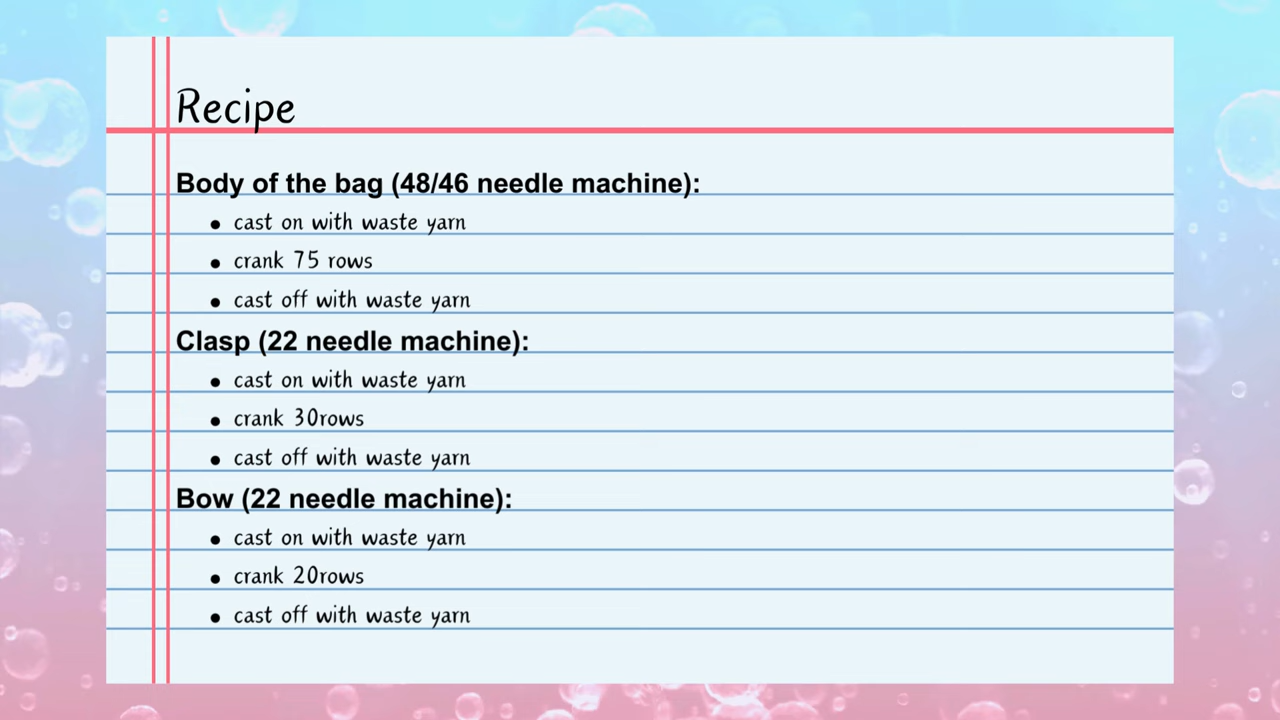 Recipe
Body of the bag (48/46 needle machine):
• cast on with waste yarn
• crank 75 rows
• cast off with waste yarn
Clasp (22 needle machine):
• cast on with waste yarn
• crank 30rows
• cast off with waste yarn
Bow (22 needle machine):
• cast on with waste yarn
• crank 20rows
• cast off with waste yarn